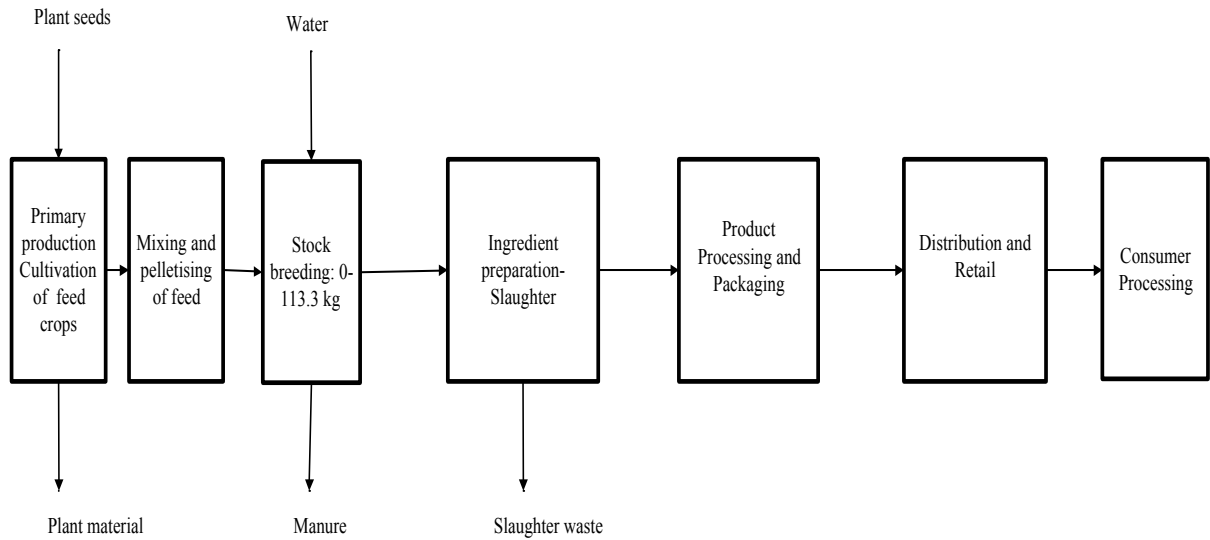 Plant seeds
Water
Primary
production
Cultivation
of feed
crops
Mixing and
pelletising
of feed
Stock
breeding: 0-
113.3 kg
Ingredient
preparation-
Slaughter
Product
Processing and
Packaging
Distribution and
Retail
Consumer
Processing
Plant material
Manure
Slaughter waste